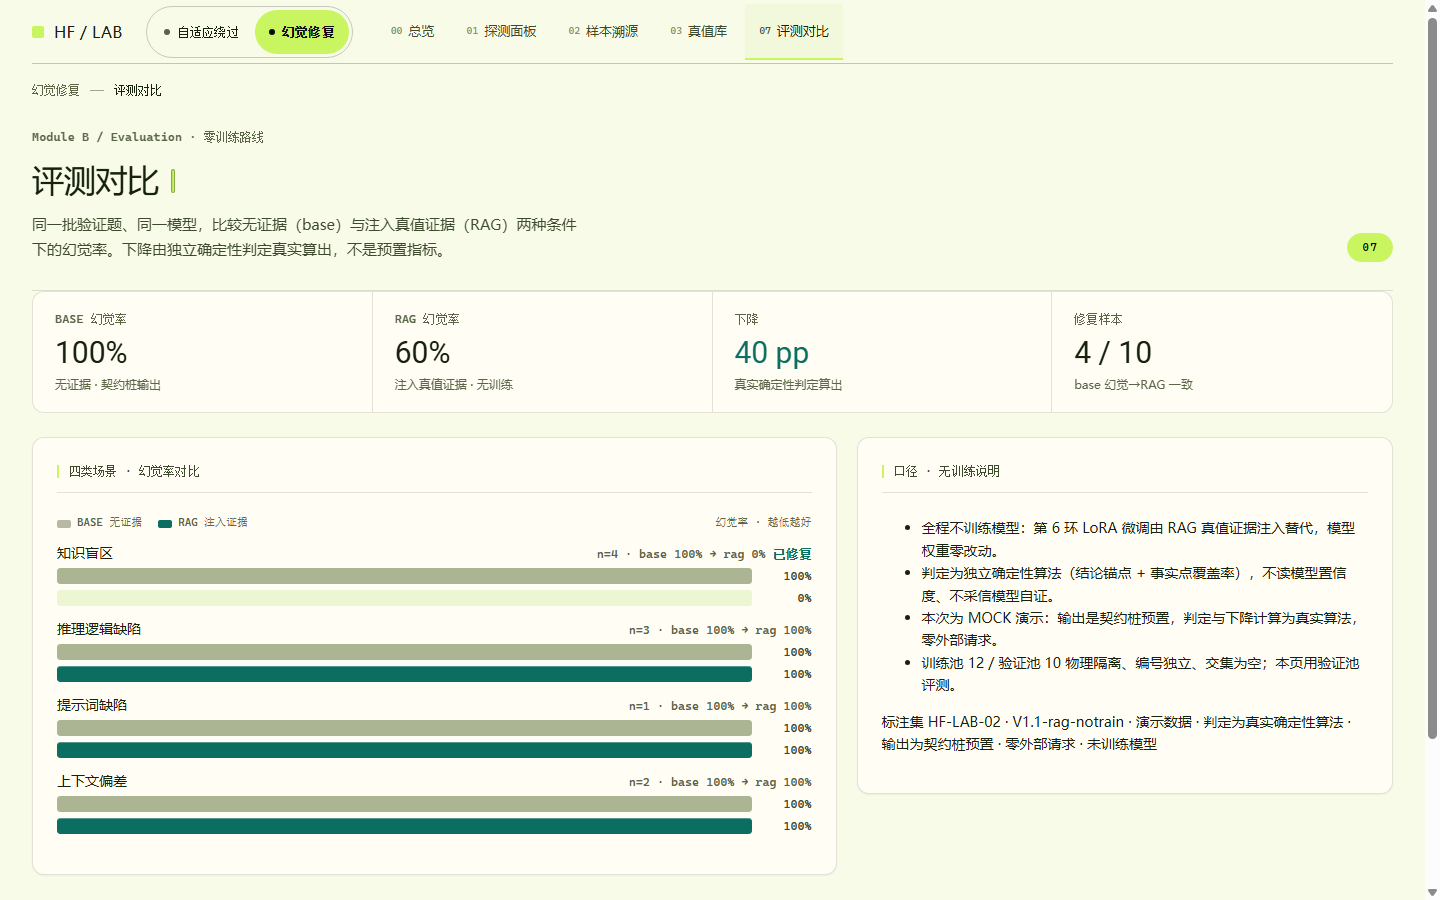 HF / LAB
自适应绕过
幻觉修复
00 总览
01 探测面板
02 样本溯源
03 真值库
07 评测对比
幻觉修复 — 评测对比
Module B / Evaluation · 零训练路线
评测对比
同一批验证题、同一模型，比较无证据（base）与注入真值证据（RAG）两种条件
下的幻觉率。下降由独立确定性判定真实算出，不是预置指标。
07
BASE 幻觉率
100%
无证据 · 契约桩输出
RAG 幻觉率
60%
注入真值证据 · 无训练
下降
40 pp
真实确定性判定算出
修复样本
4 / 10
base 幻觉→RAG 一致
四类场景 · 幻觉率对比
BASE 无证据 RAG 注入证据 幻觉率 · 越低越好
知识盲区 n=4 · base 100% → rag 0% 已修复
100%
0%
推理逻辑缺陷 n=3 · base 100% → rag 100%
100%
100%
提示词缺陷 n=1 · base 100% → rag 100%
100%
100%
上下文偏差 n=2 · base 100% → rag 100%
100%
100%
口径 · 无训练说明
• 全程不训练模型：第 6 环 LoRA 微调由 RAG 真值证据注入替代，模型
权重零改动。
• 判定为独立确定性算法（结论锚点 + 事实点覆盖率），不读模型置信
度、不采信模型自证。
• 本次为 MOCK 演示：输出是契约桩预置，判定与下降计算为真实算法，
零外部请求。
• 训练池 12 / 验证池 10 物理隔离、编号独立、交集为空；本页用验证池
评测。
标注集 HF-LAB-02 · V1.1-rag-notrain · 演示数据 · 判定为真实确定性算法 ·
输出为契约桩预置 · 零外部请求 · 未训练模型